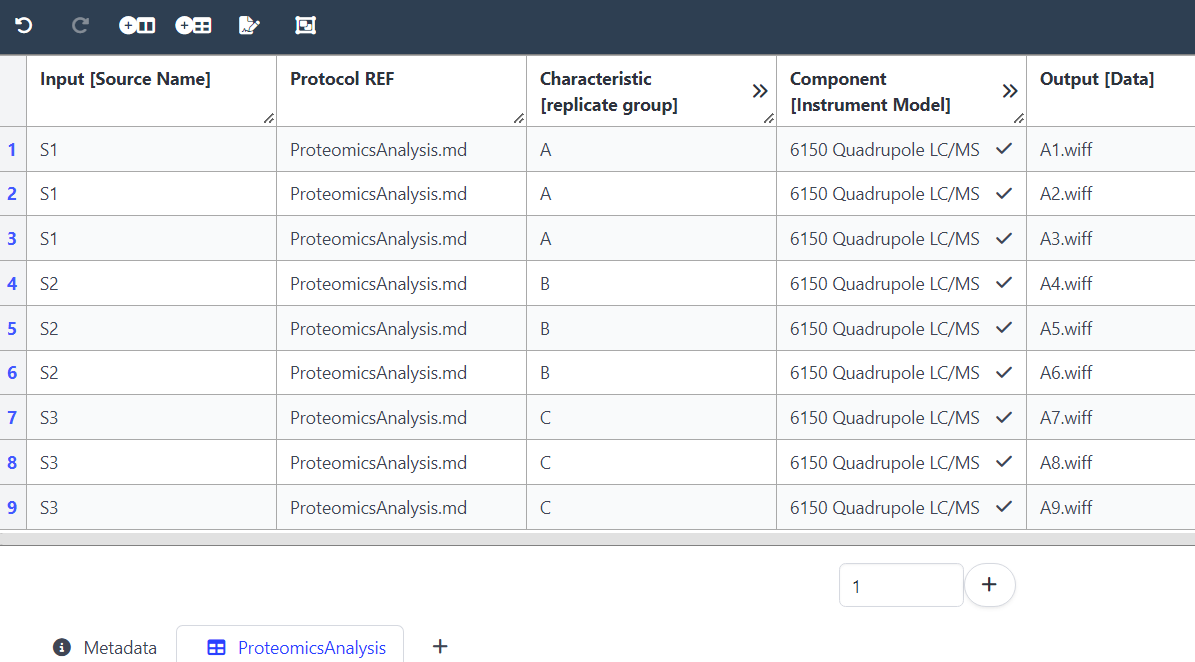 Input [Source Name] Protocol REF Characteristic [replicate group] Component [Instrument Model] Output [Data]
1 S1 ProteomicsAnalysis.md A 6150 Quadrupole LC/MS A1.wiff
2 S1 ProteomicsAnalysis.md A 6150 Quadrupole LC/MS A2.wiff
3 S1 ProteomicsAnalysis.md A 6150 Quadrupole LC/MS A3.wiff
4 S2 ProteomicsAnalysis.md B 6150 Quadrupole LC/MS A4.wiff
5 S2 ProteomicsAnalysis.md B 6150 Quadrupole LC/MS A5.wiff
6 S2 ProteomicsAnalysis.md B 6150 Quadrupole LC/MS A6.wiff
7 S3 ProteomicsAnalysis.md C 6150 Quadrupole LC/MS A7.wiff
8 S3 ProteomicsAnalysis.md C 6150 Quadrupole LC/MS A8.wiff
9 S3 ProteomicsAnalysis.md C 6150 Quadrupole LC/MS A9.wiff
1 +
Metadata ProteomicsAnalysis +